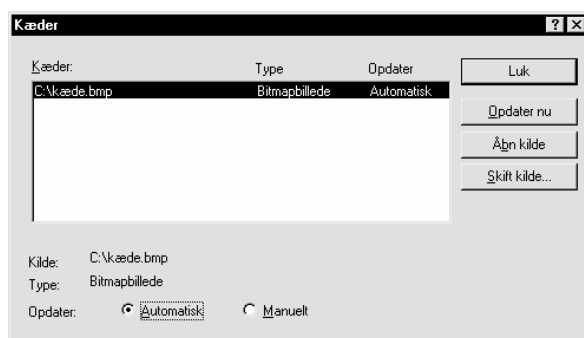 Kæder
Kæder: Type Opdater
C:\kæde.bmp Bitmapbillede Automatisk
Luk
Opdater nu
Åbn kilde
Skift kilde...
Kilde: C:\kæde.bmp
Type: Bitmapbillede
Opdater: Automatisk Manuelt